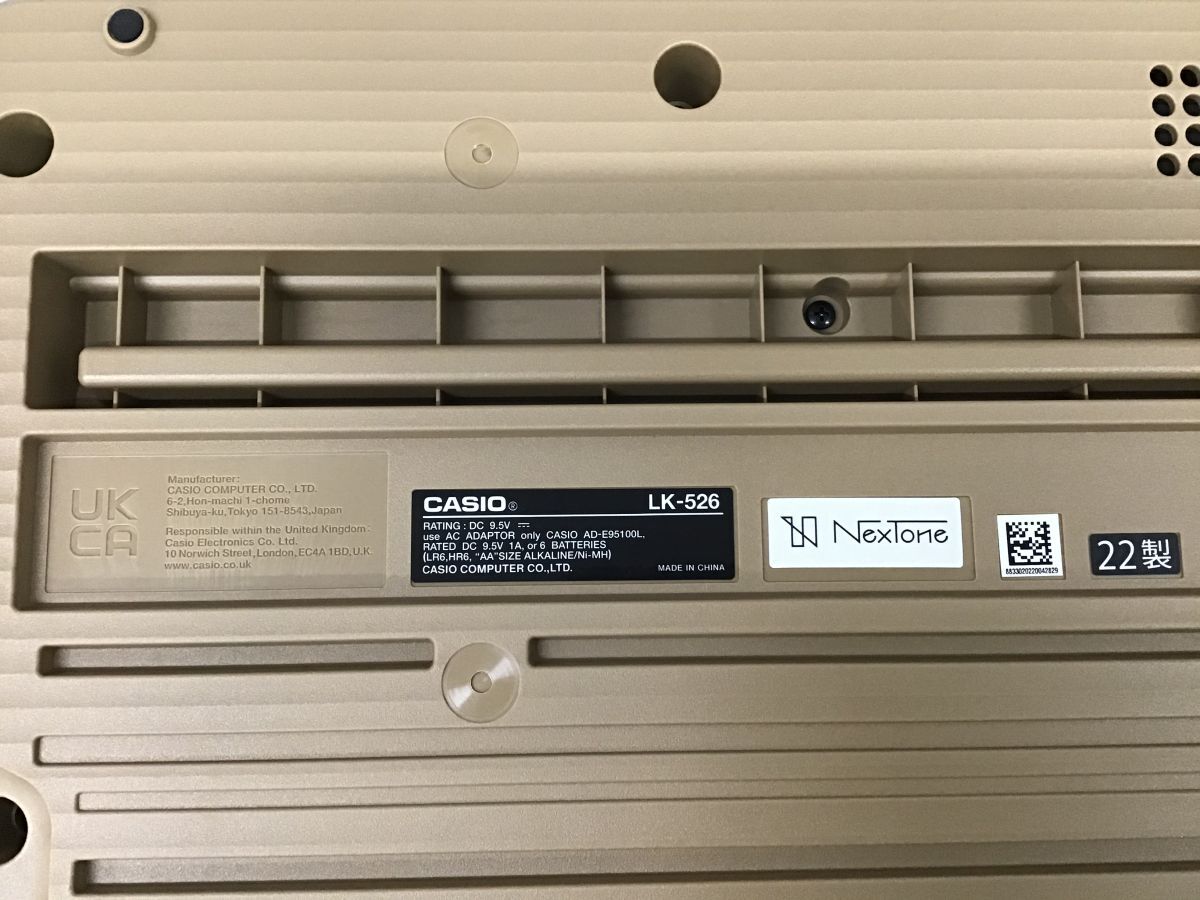 UK
CA
Manufacturer:
CASIO COMPUTER CO., LTD.
6-2,Hon-machi 1-chome
Shibuya-ku,Tokyo 151-8543,Japan
Responsible within the United Kingdom:
Casio Electronics Co. Ltd.
10 Norwich Street,London,EC4A 1BD,U.K.
www.casio.co.uk
CASIO® LK-526
RATING : DC 9.5V ⎓
use AC ADAPTOR only CASIO AD-E95100L,
RATED DC 9.5V 1A, or 6 BATTERIES
(LR6,HR6, "AA"SIZE ALKALINE/Ni-MH)
CASIO COMPUTER CO.,LTD. MADE IN CHINA
NexTone
8833020220642829
22製